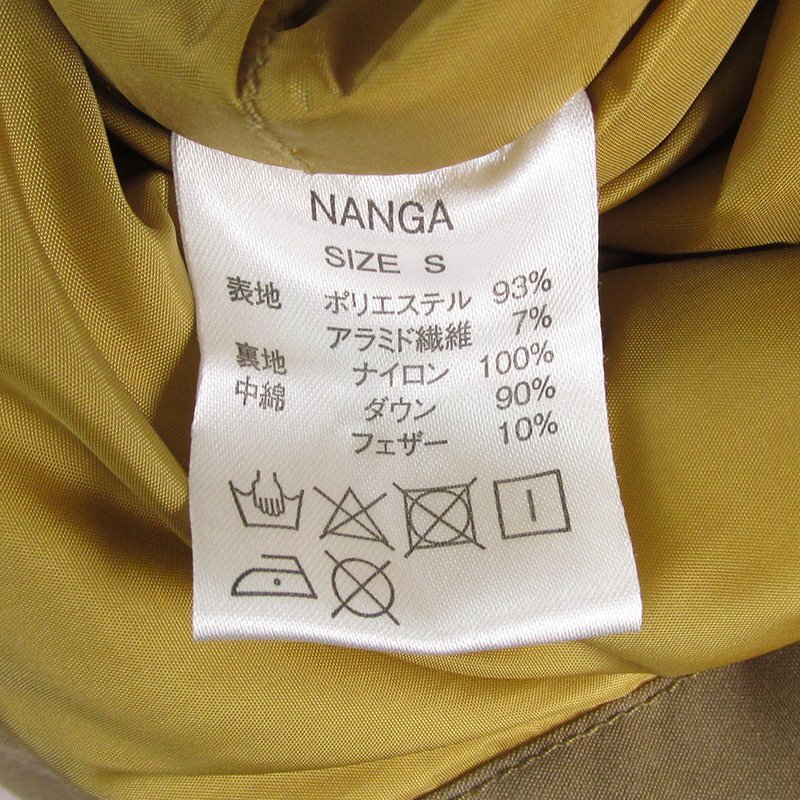 NANGA
SIZE S
表地 ポリエステル 93%
アラミド繊維 7%
裏地 ナイロン 100%
中綿 ダウン 90%
フェザー 10%